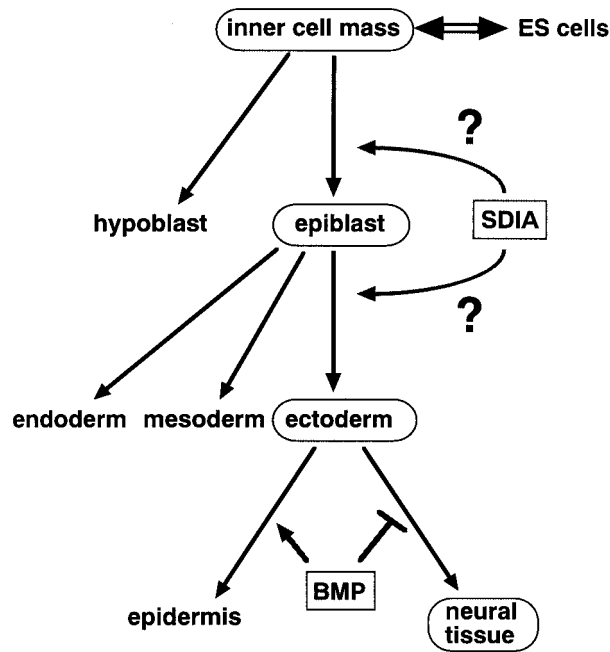 inner cell mass
ES cells
?
hypoblast
epiblast
SDIA
?
endoderm
mesoderm
ectoderm
BMP
epidermis
neural
tissue